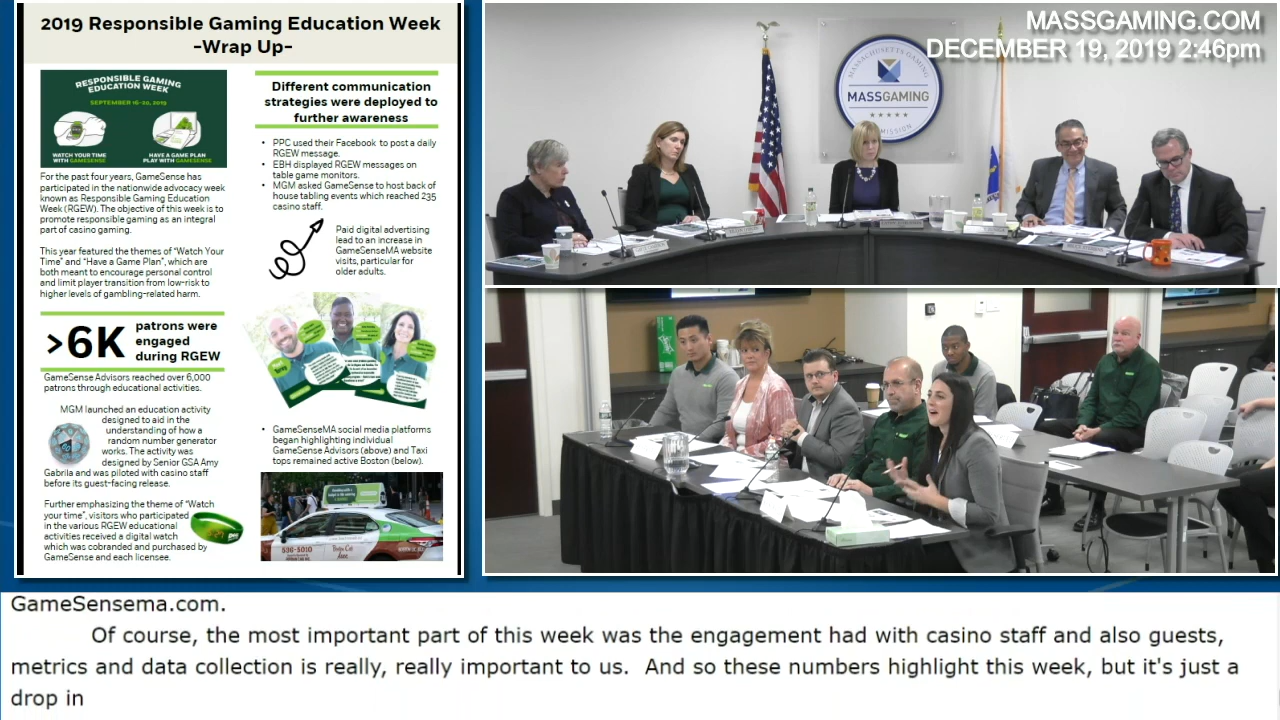 2019 Responsible Gaming Education Week
-Wrap Up-
RESPONSIBLE GAMING
EDUCATION WEEK
SEPTEMBER 16-20, 2019
WATCH YOUR TIME
WITH GAMESENSE
HAVE A GAME PLAN
PLAY WITH GAMESENSE
For the past four years, GameSense has
participated in the nationwide advocacy week
known as Responsible Gaming Education
Week (RGEW). The objective of this week is to
promote responsible gaming as an integral
part of casino gaming.
This year featured the themes of "Watch Your
Time" and "Have a Game Plan", which are
both meant to encourage personal control
and limit player transition from low-risk to
higher levels of gambling-related harm.
>6K
patrons were
engaged
during RGEW
GameSense Advisors reached over 6,000
patrons through educational activities.
MGM launched an education activity
designed to aid in the
understanding of how a
random number generator
works. The activity was
designed by Senior GSA Amy
Gabrila and was piloted with casino staff
before its guest-facing release.
Further emphasizing the theme of "Watch
your time", visitors who participated
in the various RGEW educational
activities received a digital watch
which was cobranded and purchased by
GameSense and each licensee.
Different communication
strategies were deployed to
further awareness
• PPC used their Facebook to post a daily
RGEW message.
• EBH displayed RGEW messages on
table game monitors.
• MGM asked GameSense to host back of
house tabling events which reached 235
casino staff.
Paid digital advertising
lead to an increase in
GameSenseMA website
visits, particular for
older adults.
• GameSenseMA social media platforms
began highlighting individual
GameSense Advisors (above) and Taxi
tops remained active Boston (below).
536-5010
MASSGAMING.COM
DECEMBER 19, 2019 2:46pm
MASSACHUSETTS GAMING
MASSGAMING
GameSensema.com.
Of course, the most important part of this week was the engagement had with casino staff and also guests,
metrics and data collection is really, really important to us. And so these numbers highlight this week, but it's just a
drop in